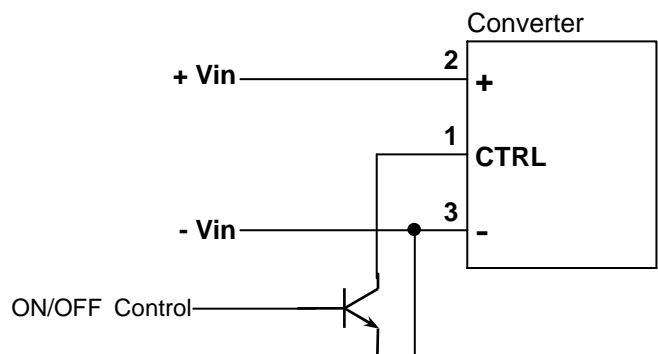 Converter
+ Vin
2
+
1
CTRL
- Vin
3
-
ON/OFF Control